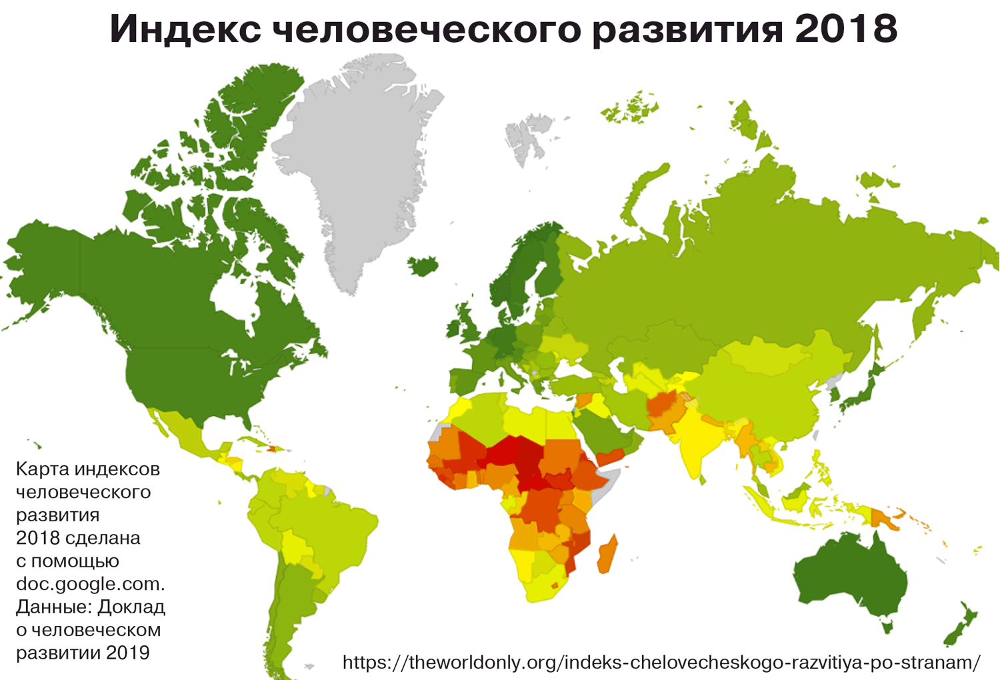 Индекс человеческого развития 2018
Карта индексов
человеческого
развития
2018 сделана
с помощью
doc.google.com.
Данные: Доклад
о человеческом
развитии 2019
https://theworldonly.org/indeks-chelovecheskogo-razvitiya-po-stranam/